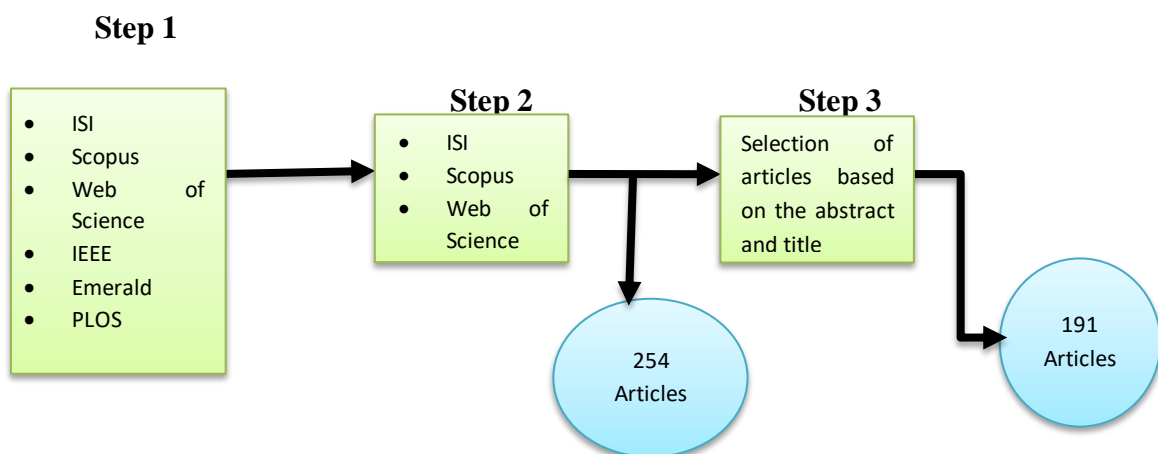 Step 1
• ISI
• Scopus
• Web of
Science
• IEEE
• Emerald
• PLOS
Step 2
• ISI
• Scopus
• Web of
Science
Step 3
Selection of
articles based
on the abstract
and title
254
Articles
191
Articles